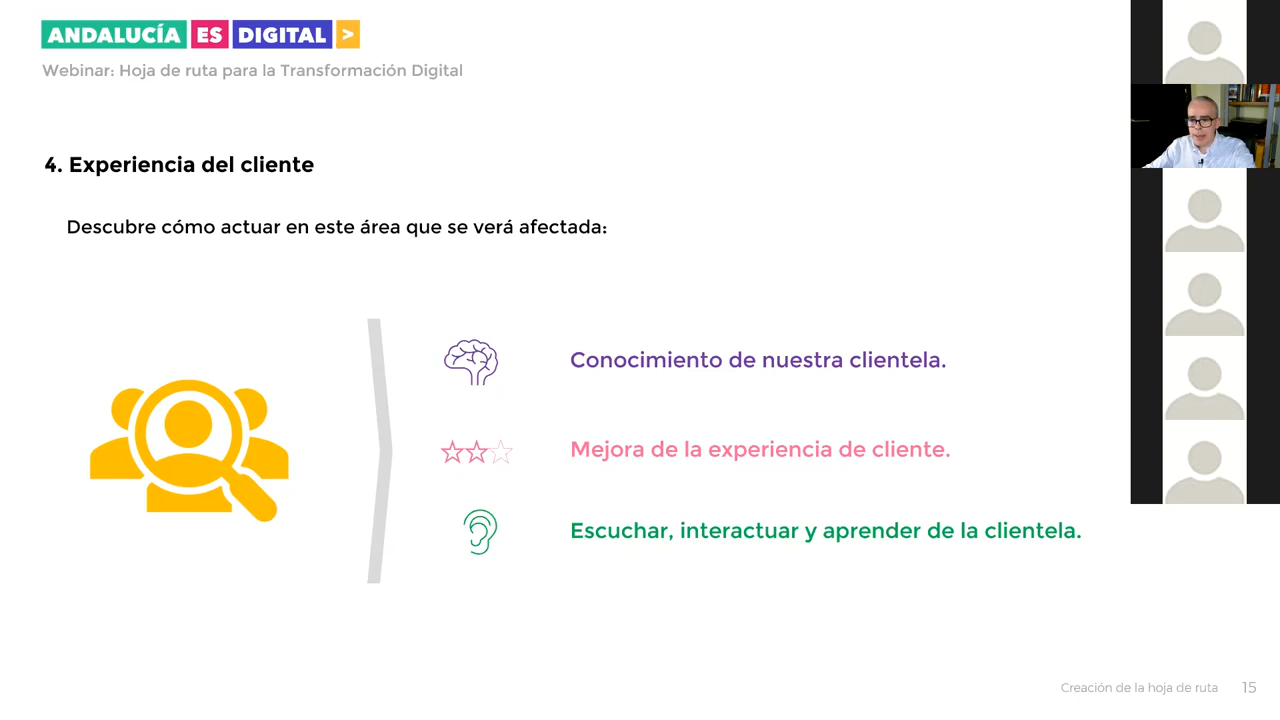 ANDALUCÍA ES DIGITAL >
Webinar: Hoja de ruta para la Transformación Digital
4. Experiencia del cliente
Descubre cómo actuar en este área que se verá afectada:
Conocimiento de nuestra clientela.
Mejora de la experiencia de cliente.
Escuchar, interactuar y aprender de la clientela.
Creación de la hoja de ruta 15